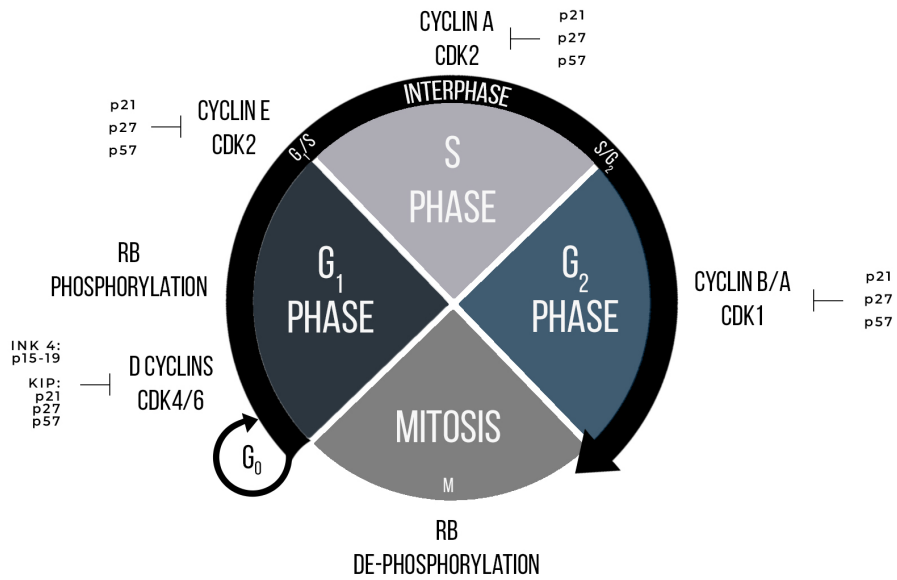 CYCLIN A
CDK2
p21
p27
p57
INTERPHASE
p21
p27
p57
CYCLIN E
CDK2
G1/S
S/G2
S
PHASE
G1
PHASE
G2
PHASE
RB
PHOSPHORYLATION
CYCLIN B/A
CDK1
p21
p27
p57
INK 4:
p15-19
KIP:
p21
p27
p57
D CYCLINS
CDK4/6
G0
MITOSIS
M
RB
DE-PHOSPHORYLATION